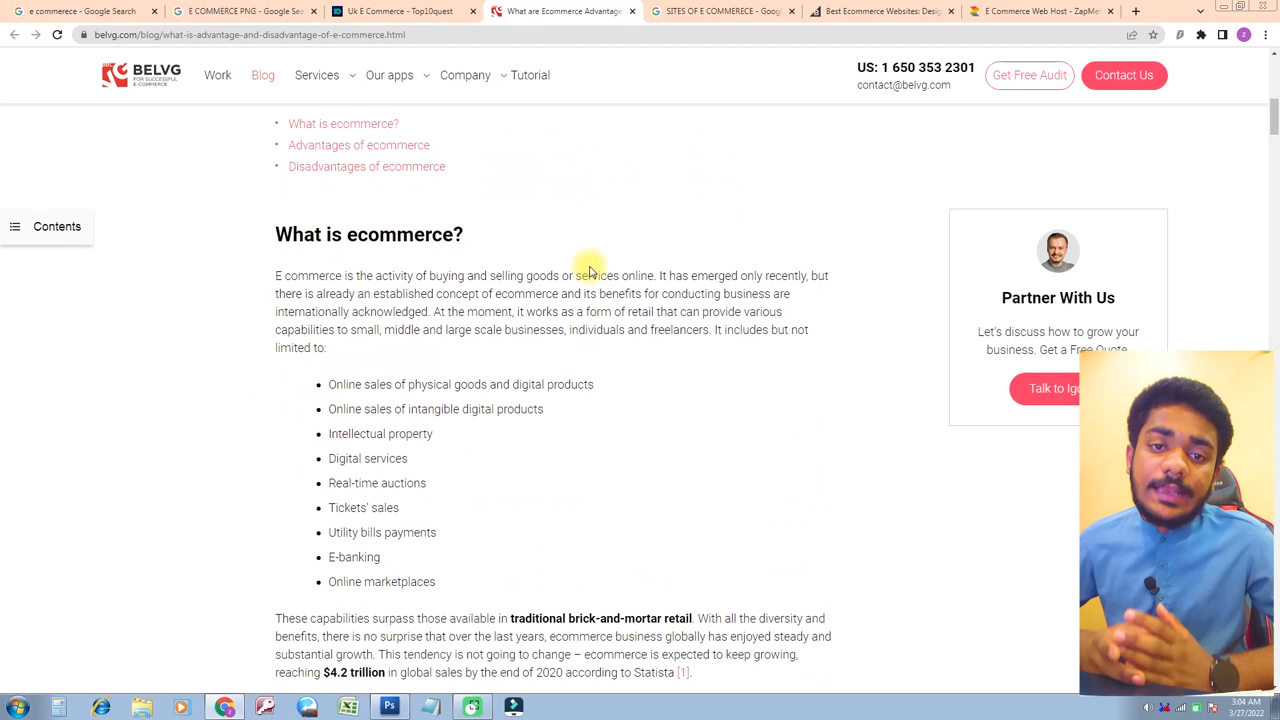 e commerce - Google Search
E COMMERCE PNG - Google Sea
Uk E Commerce - Top10quest
What are Ecommerce Advantage
SITES OF E COMMERECE - Google
Best Ecommerce Websites: Desig
E Commerce Web Host - ZapMe
belvg.com/blog/what-is-advantage-and-disadvantage-of-e-commerce.html
Z
BELVG
FOR SUCCESSFUL
E-COMMERCE
Work
Blog
Services
Our apps
Company
Tutorial
US: 1 650 353 2301
contact@belvg.com
Get Free Audit
Contact Us
• What is ecommerce?
• Advantages of ecommerce
• Disadvantages of ecommerce
Contents
What is ecommerce?
E commerce is the activity of buying and selling goods or services online. It has emerged only recently, but
there is already an established concept of ecommerce and its benefits for conducting business are
internationally acknowledged. At the moment, it works as a form of retail that can provide various
capabilities to small, middle and large scale businesses, individuals and freelancers. It includes but not
limited to:
• Online sales of physical goods and digital products
• Online sales of intangible digital products
• Intellectual property
• Digital services
• Real-time auctions
• Tickets' sales
• Utility bills payments
• E-banking
• Online marketplaces
These capabilities surpass those available in traditional brick-and-mortar retail. With all the diversity and
benefits, there is no surprise that over the last years, ecommerce business globally has enjoyed steady and
substantial growth. This tendency is not going to change – ecommerce is expected to keep growing,
reaching $4.2 trillion in global sales by the end of 2020 according to Statista [1].
Partner With Us
Let's discuss how to grow your
business. Get a Free Quote
Talk to Ig
Ps
3:04 AM
3/27/2022